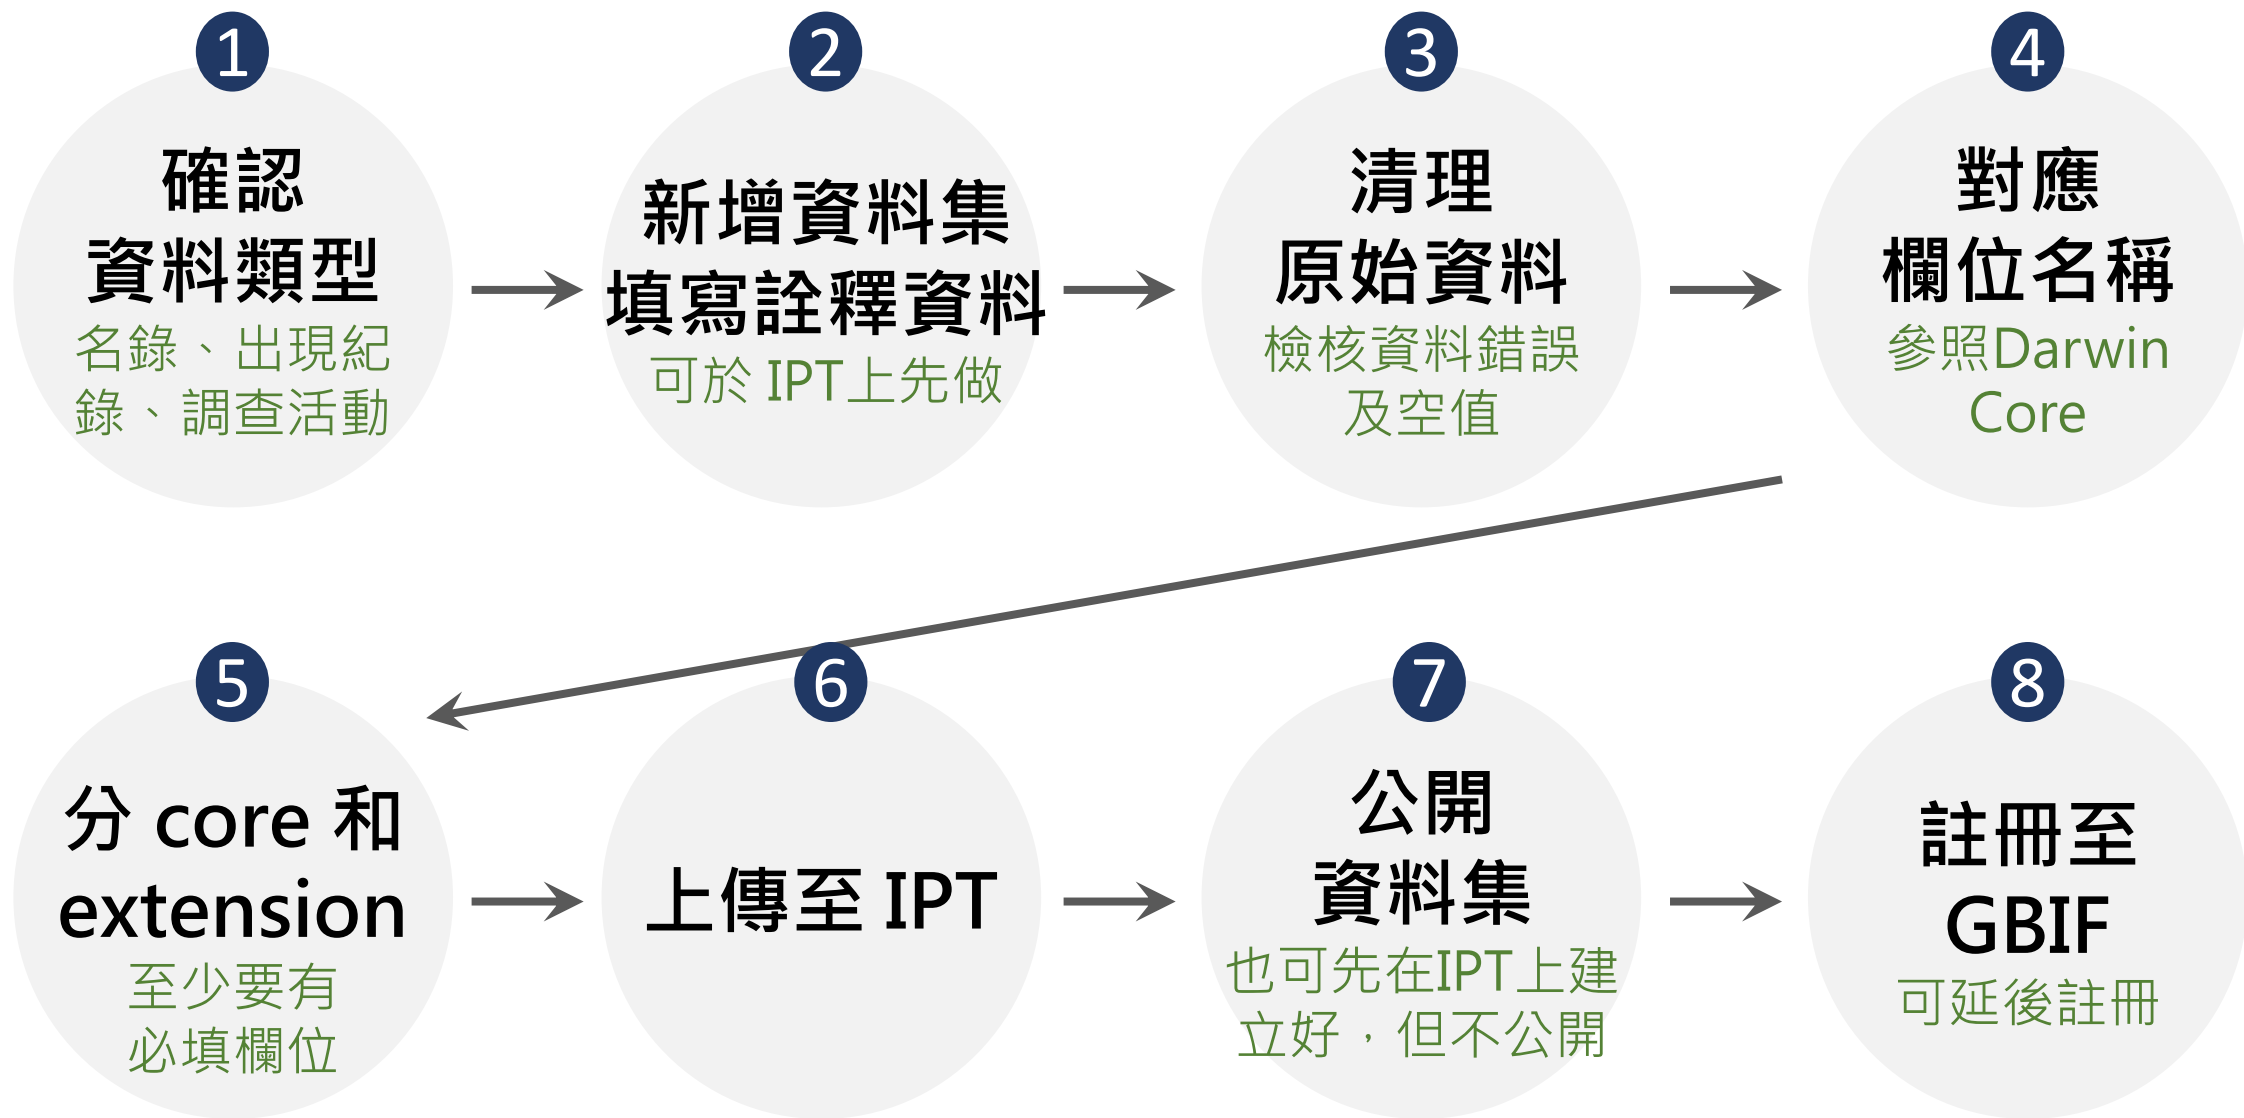 1
確認
資料類型
名錄、出現紀
錄、調查活動
2
新增資料集
填寫詮釋資料
可於 IPT上先做
3
清理
原始資料
檢核資料錯誤
及空值
4
對應
欄位名稱
參照Darwin
Core
5
分 core 和
extension
至少要有
必填欄位
6
上傳至 IPT
7
公開
資料集
也可先在IPT上建
立好，但不公開
8
註冊至
GBIF
可延後註冊